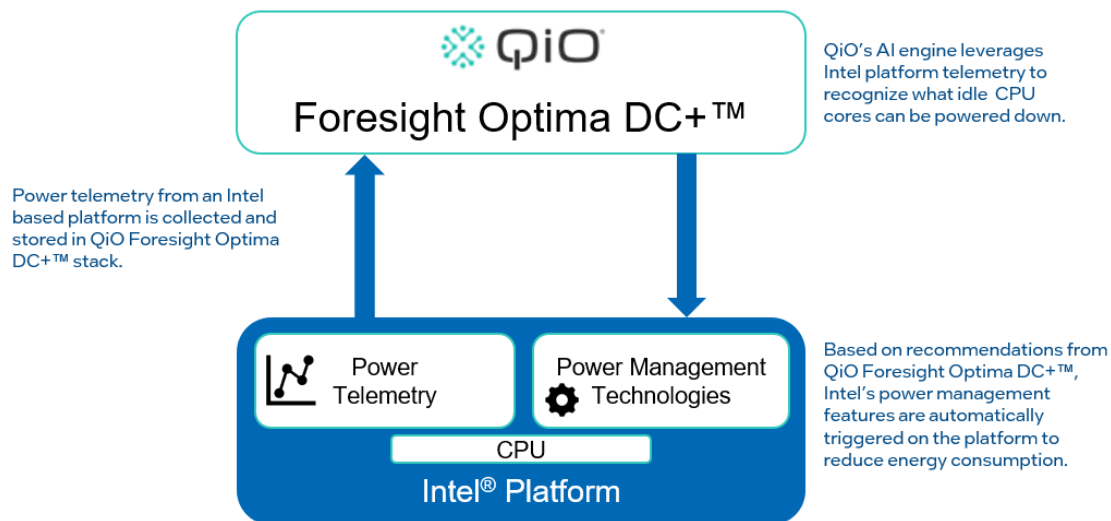 QiO
Foresight Optima DC+™
QiO's AI engine leverages
Intel platform telemetry to
recognize what idle CPU
cores can be powered down.
Power telemetry from an Intel
based platform is collected and
stored in QiO Foresight Optima
DC+™ stack.
Power
Telemetry
Power Management
Technologies
CPU
Intel® Platform
Based on recommendations from
QiO Foresight Optima DC+™,
Intel's power management
features are automatically
triggered on the platform to
reduce energy consumption.